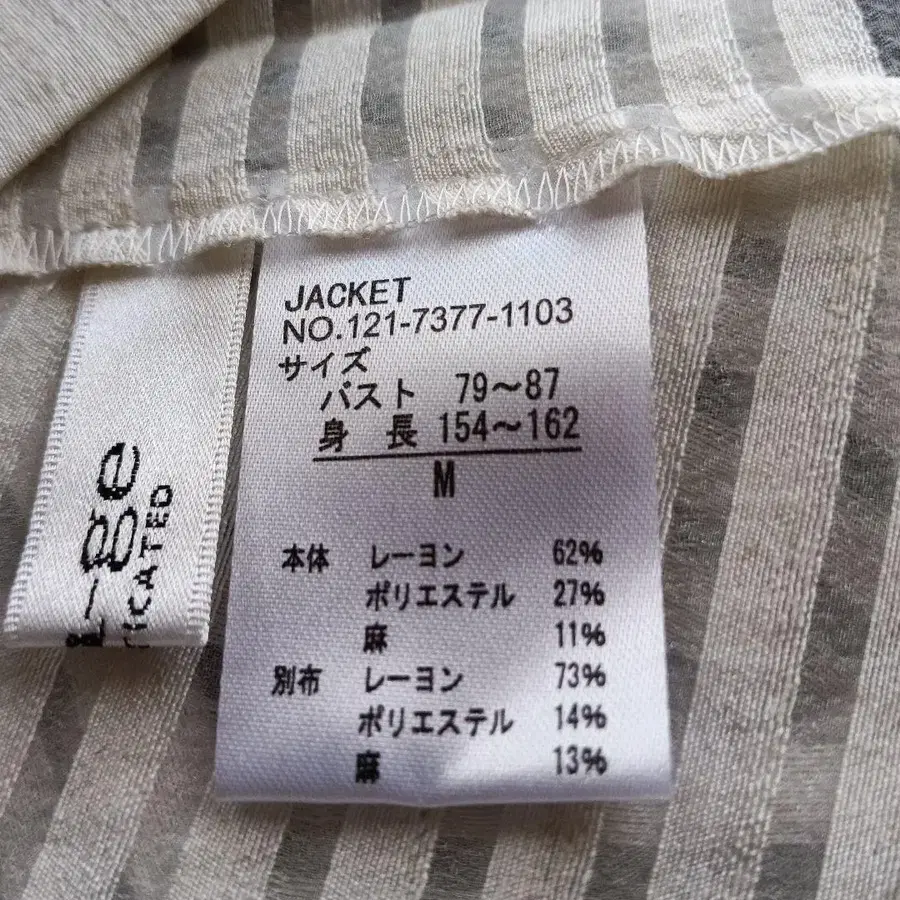 JACKET
NO.121-7377-1103
サイズ
バスト 79～87
身 長 154～162
M
本体 レーヨン 62%
ポリエステル 27%
麻 11%
別布 レーヨン 73%
ポリエステル 14%
麻 13%
-ge